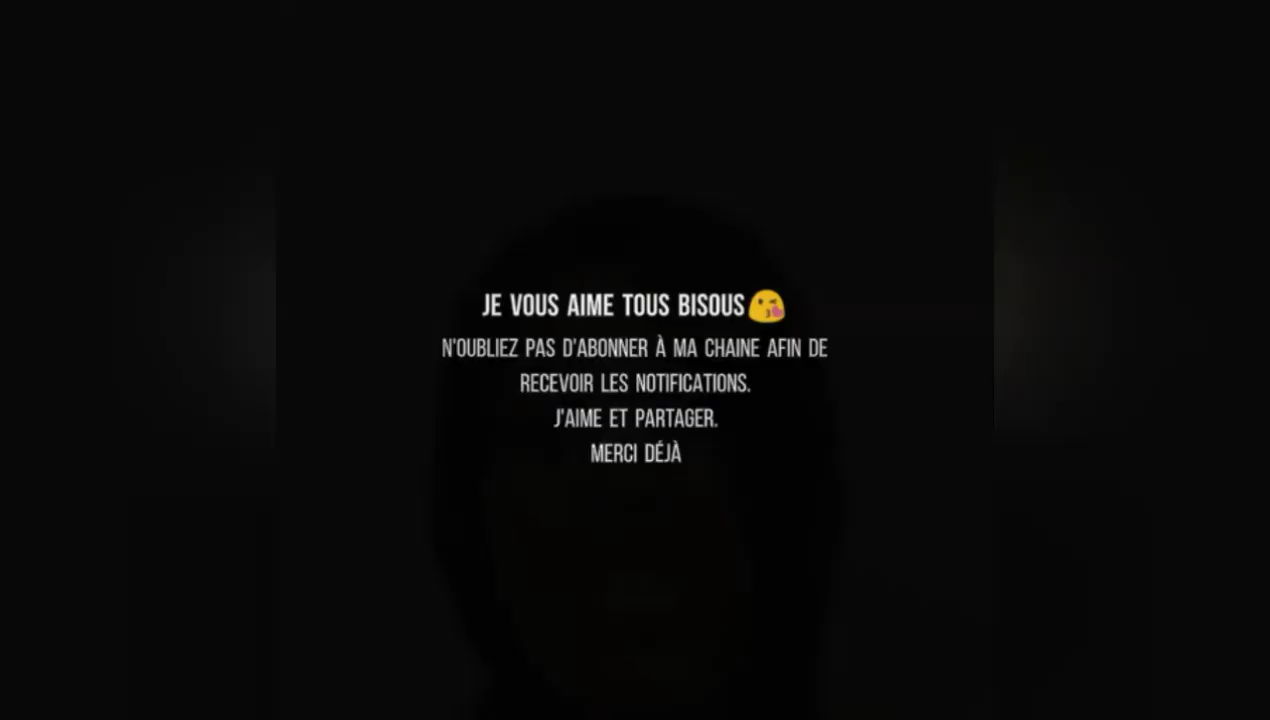 JE VOUS AIME TOUS BISOUS😘
N'OUBLIEZ PAS D'ABONNER À MA CHAINE AFIN DE
RECEVOIR LES NOTIFICATIONS.
J'AIME ET PARTAGER.
MERCI DÉJÀ